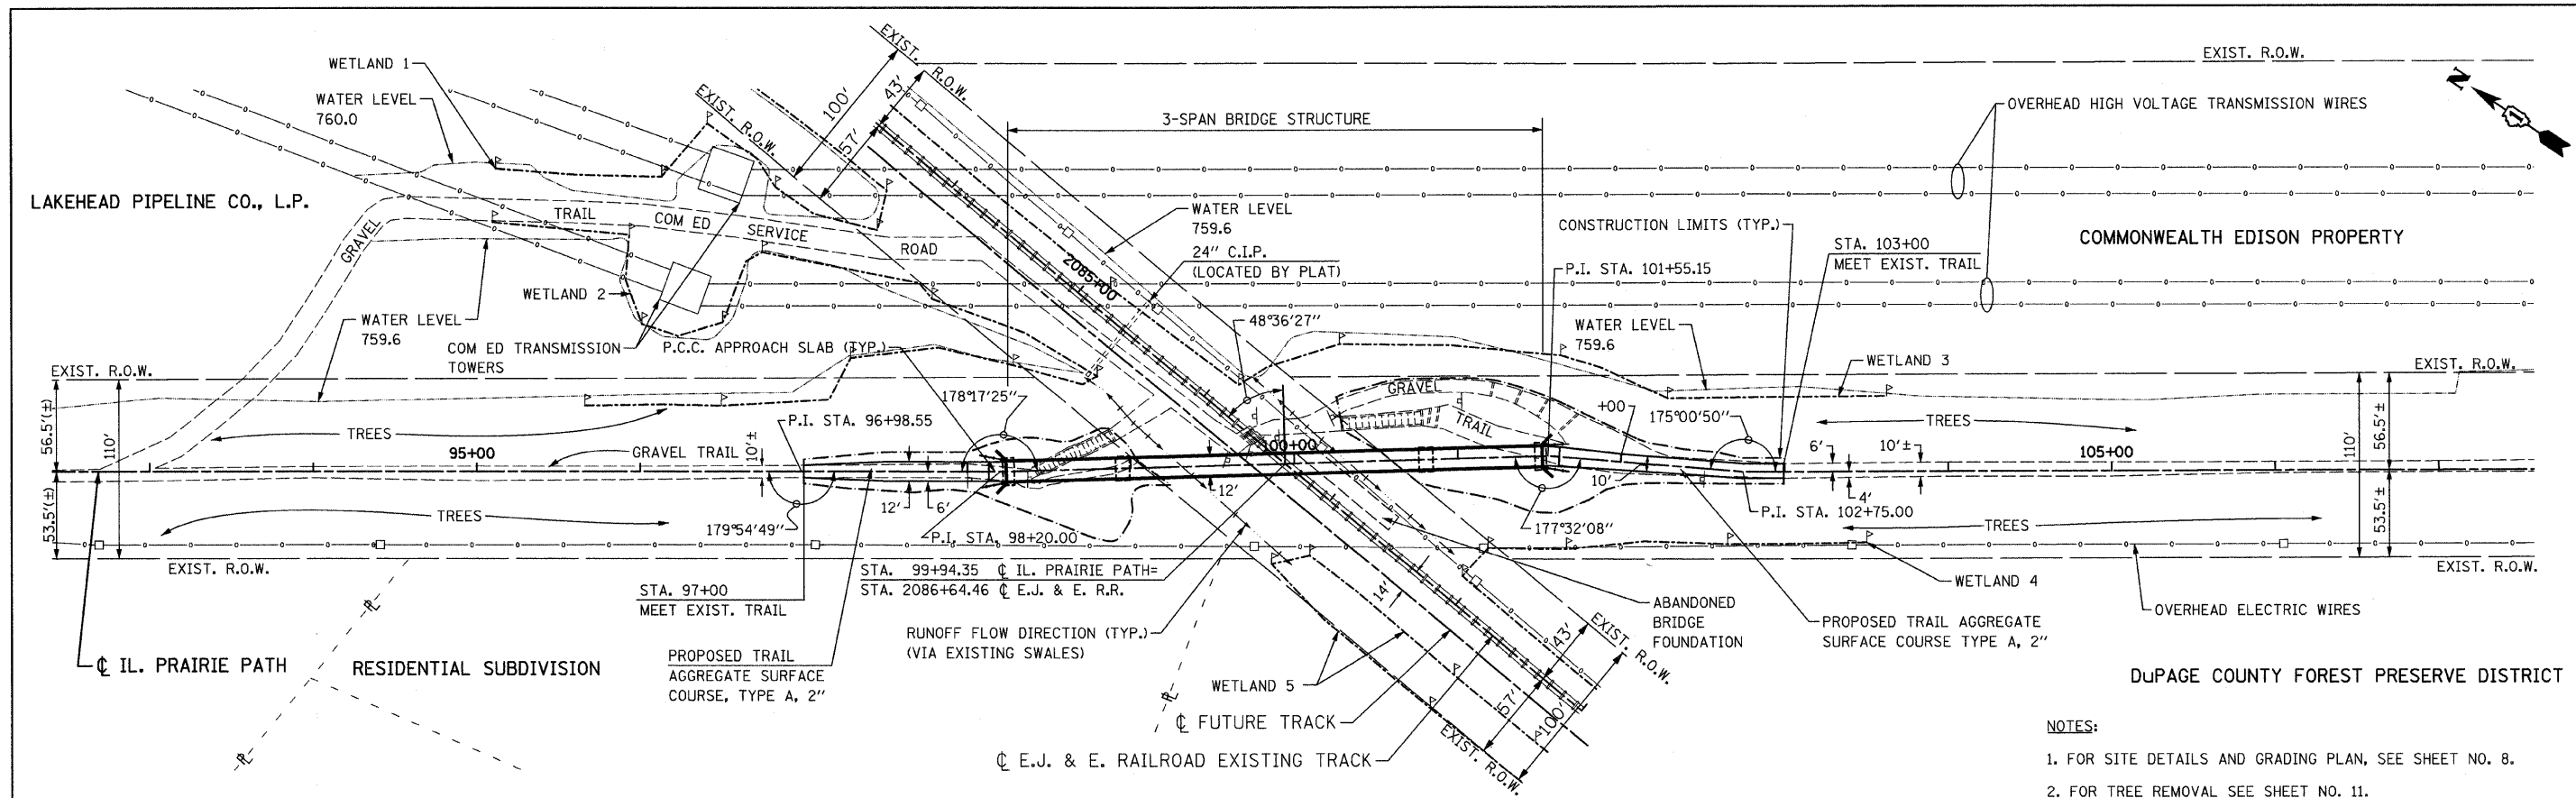 EXIST. R.O.W.
EXIST. R.O.W.
EXIST. R.O.W.
WETLAND 1
WATER LEVEL
760.0
100'
43'
57'
3-SPAN BRIDGE STRUCTURE
OVERHEAD HIGH VOLTAGE TRANSMISSION WIRES
N
LAKEHEAD PIPELINE CO., L.P.
TRAIL
COM ED
SERVICE
ROAD
GRAVEL
WATER LEVEL
759.6
24" C.I.P.
(LOCATED BY PLAT)
2085+00
CONSTRUCTION LIMITS (TYP.)
STA. 103+00
MEET EXIST. TRAIL
COMMONWEALTH EDISON PROPERTY
P.I. STA. 101+55.15
WETLAND 2
WATER LEVEL
759.6
COM ED TRANSMISSION
TOWERS
P.C.C. APPROACH SLAB (TYP.)
48°36'27"
WATER LEVEL
759.6
WETLAND 3
EXIST. R.O.W.
EXIST. R.O.W.
56.5'(±)
110'
TREES
P.I. STA. 96+98.55
178°17'25"
GRAVEL
TRAIL
+00
175°00'50"
TREES
110'
56.5'±
95+00
GRAVEL TRAIL
10'±
100+00
6'
10'±
105+00
53.5'(±)
TREES
179°54'49"
12'
6'
P.I. STA. 98+20.00
12'
177°32'08"
10'
4'
P.I. STA. 102+75.00
TREES
53.5'±
EXIST. R.O.W.
EXIST. R.O.W.
STA. 97+00
MEET EXIST. TRAIL
STA. 99+94.35 ℄ IL. PRAIRIE PATH=
STA. 2086+64.46 ℄ E.J. & E. R.R.
14'
ABANDONED
BRIDGE
FOUNDATION
WETLAND 4
OVERHEAD ELECTRIC WIRES
℄ IL. PRAIRIE PATH
RESIDENTIAL SUBDIVISION
PROPOSED TRAIL
AGGREGATE SURFACE
COURSE, TYPE A, 2"
RUNOFF FLOW DIRECTION (TYP.)
(VIA EXISTING SWALES)
PROPOSED TRAIL AGGREGATE
SURFACE COURSE TYPE A, 2"
WETLAND 5
43'
57'
100'
EXIST. R.O.W.
EXIST. R.O.W.
DuPAGE COUNTY FOREST PRESERVE DISTRICT
℄ FUTURE TRACK
℄ E.J. & E. RAILROAD EXISTING TRACK
PL
PL
PL
NOTES:
1. FOR SITE DETAILS AND GRADING PLAN, SEE SHEET NO. 8.
2. FOR TREE REMOVAL SEE SHEET NO. 11.